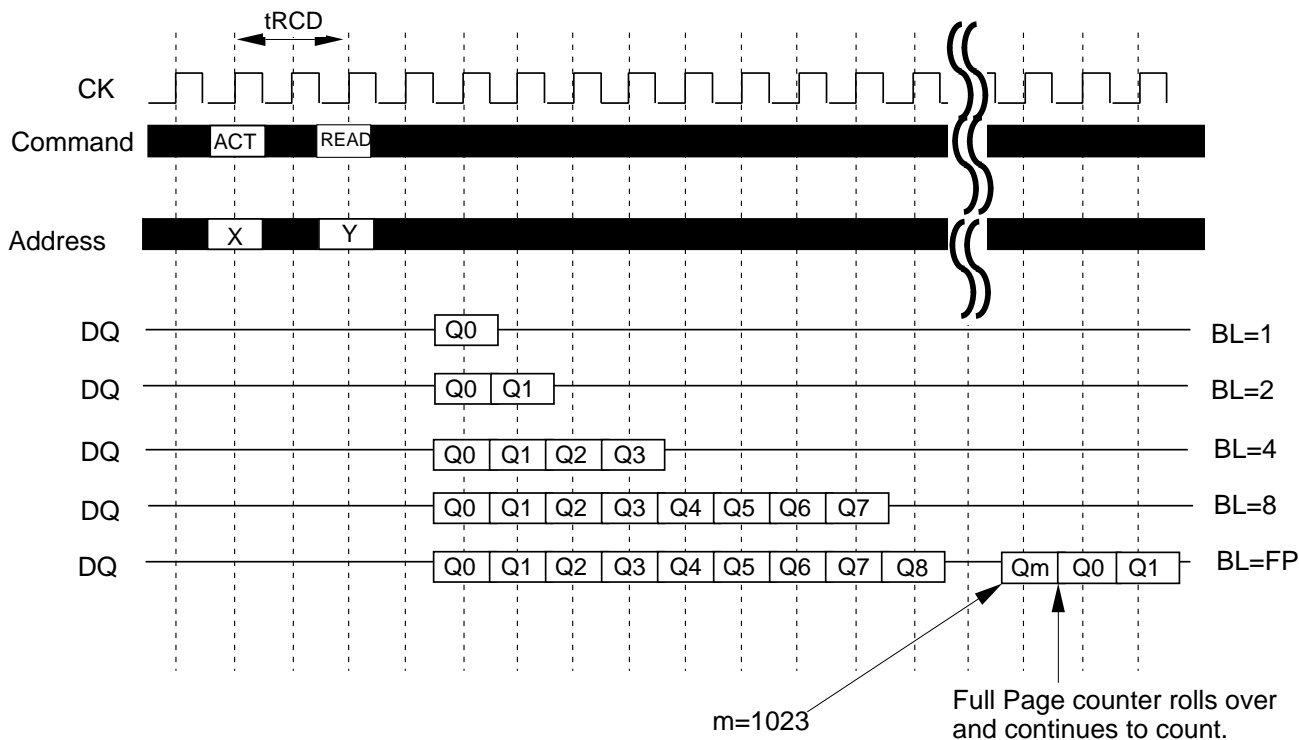 tRCD
CK
Command ACT READ
Address X Y
DQ Q0 BL=1
DQ Q0 Q1 BL=2
DQ Q0 Q1 Q2 Q3 BL=4
DQ Q0 Q1 Q2 Q3 Q4 Q5 Q6 Q7 BL=8
DQ Q0 Q1 Q2 Q3 Q4 Q5 Q6 Q7 Q8 Qm Q0 Q1 BL=FP
m=1023
Full Page counter rolls over
and continues to count.